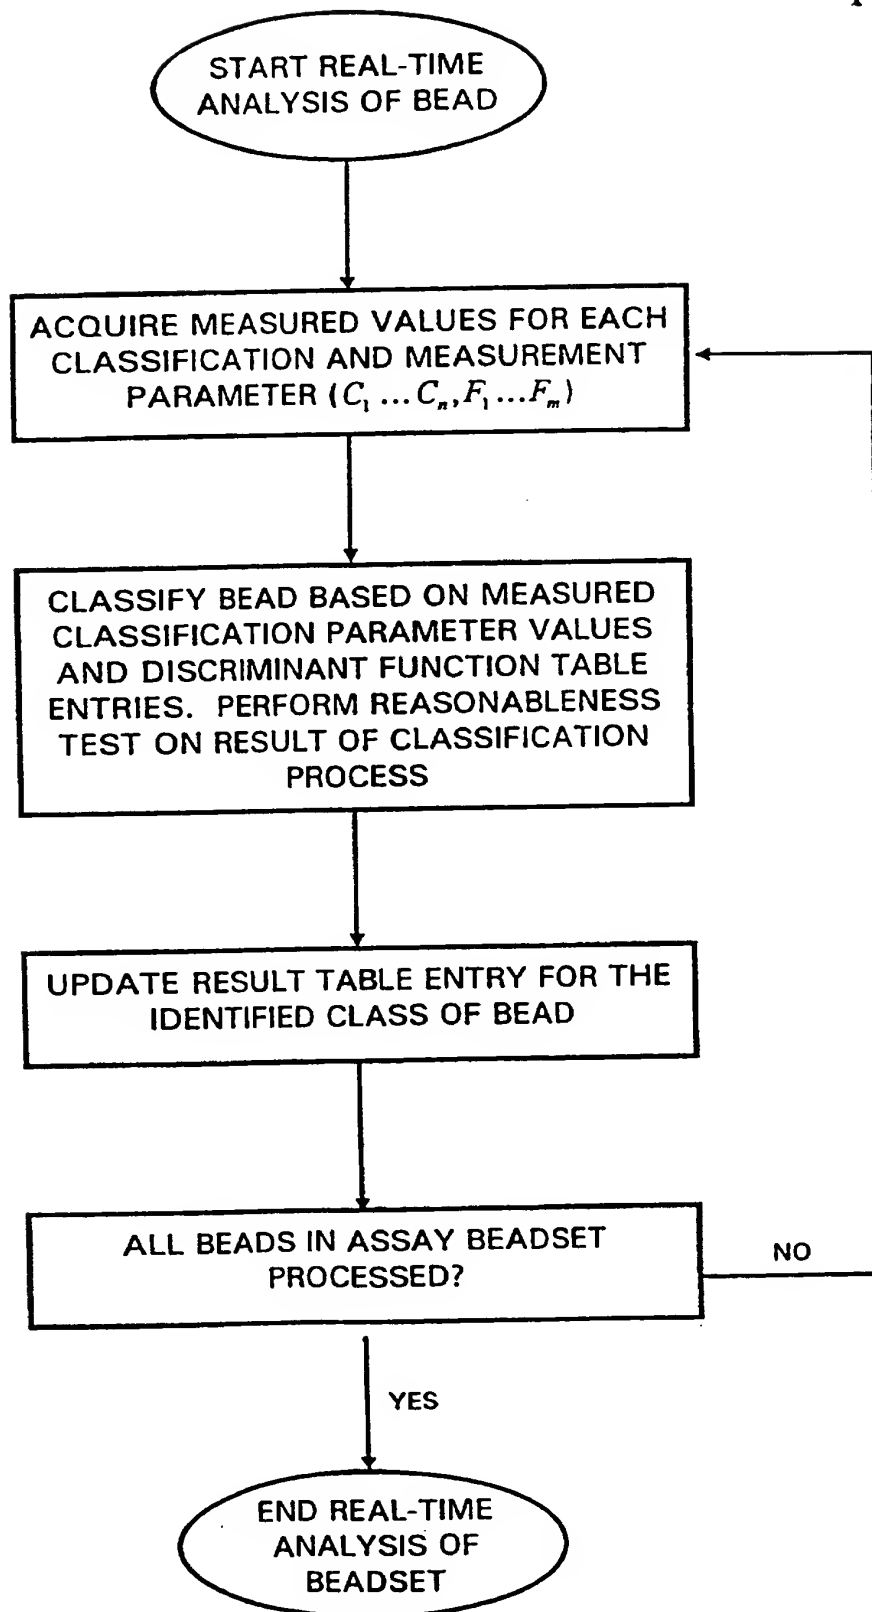 START REAL-TIME
ANALYSIS OF BEAD
ACQUIRE MEASURED VALUES FOR EACH
CLASSIFICATION AND MEASUREMENT
PARAMETER (C₁ ... Cₙ, F₁ ... Fₘ)
CLASSIFY BEAD BASED ON MEASURED
CLASSIFICATION PARAMETER VALUES
AND DISCRIMINANT FUNCTION TABLE
ENTRIES. PERFORM REASONABLENESS
TEST ON RESULT OF CLASSIFICATION
PROCESS
UPDATE RESULT TABLE ENTRY FOR THE
IDENTIFIED CLASS OF BEAD
ALL BEADS IN ASSAY BEADSET
PROCESSED?
NO
YES
END REAL-TIME
ANALYSIS OF
BEADSET